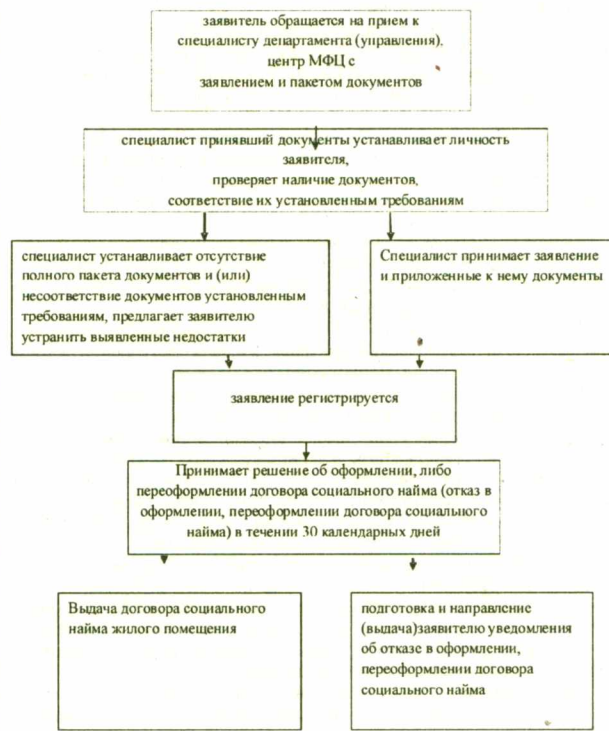 заявитель обращается на прием к
специалисту департамента (управления),
центр МФЦ с
заявлением и пакетом документов
специалист принявший документы устанавливает личность
заявителя,
проверяет наличие документов,
соответствие их установленным требованиям
специалист устанавливает отсутствие
полного пакета документов и (или)
несоответствие документов установленным
требованиям, предлагает заявителю
устранить выявленные недостатки
Специалист принимает заявление
и приложенные к нему документы
заявление регистрируется
Принимает решение об оформлении, либо
переоформлении договора социального найма (отказ в
оформлении, переоформлении договора социального
найма) в течении 30 календарных дней
Выдача договора социального
найма жилого помещения
подготовка и направление
(выдача)заявителю уведомления
об отказе в оформлении,
переоформлении договора
социального найма